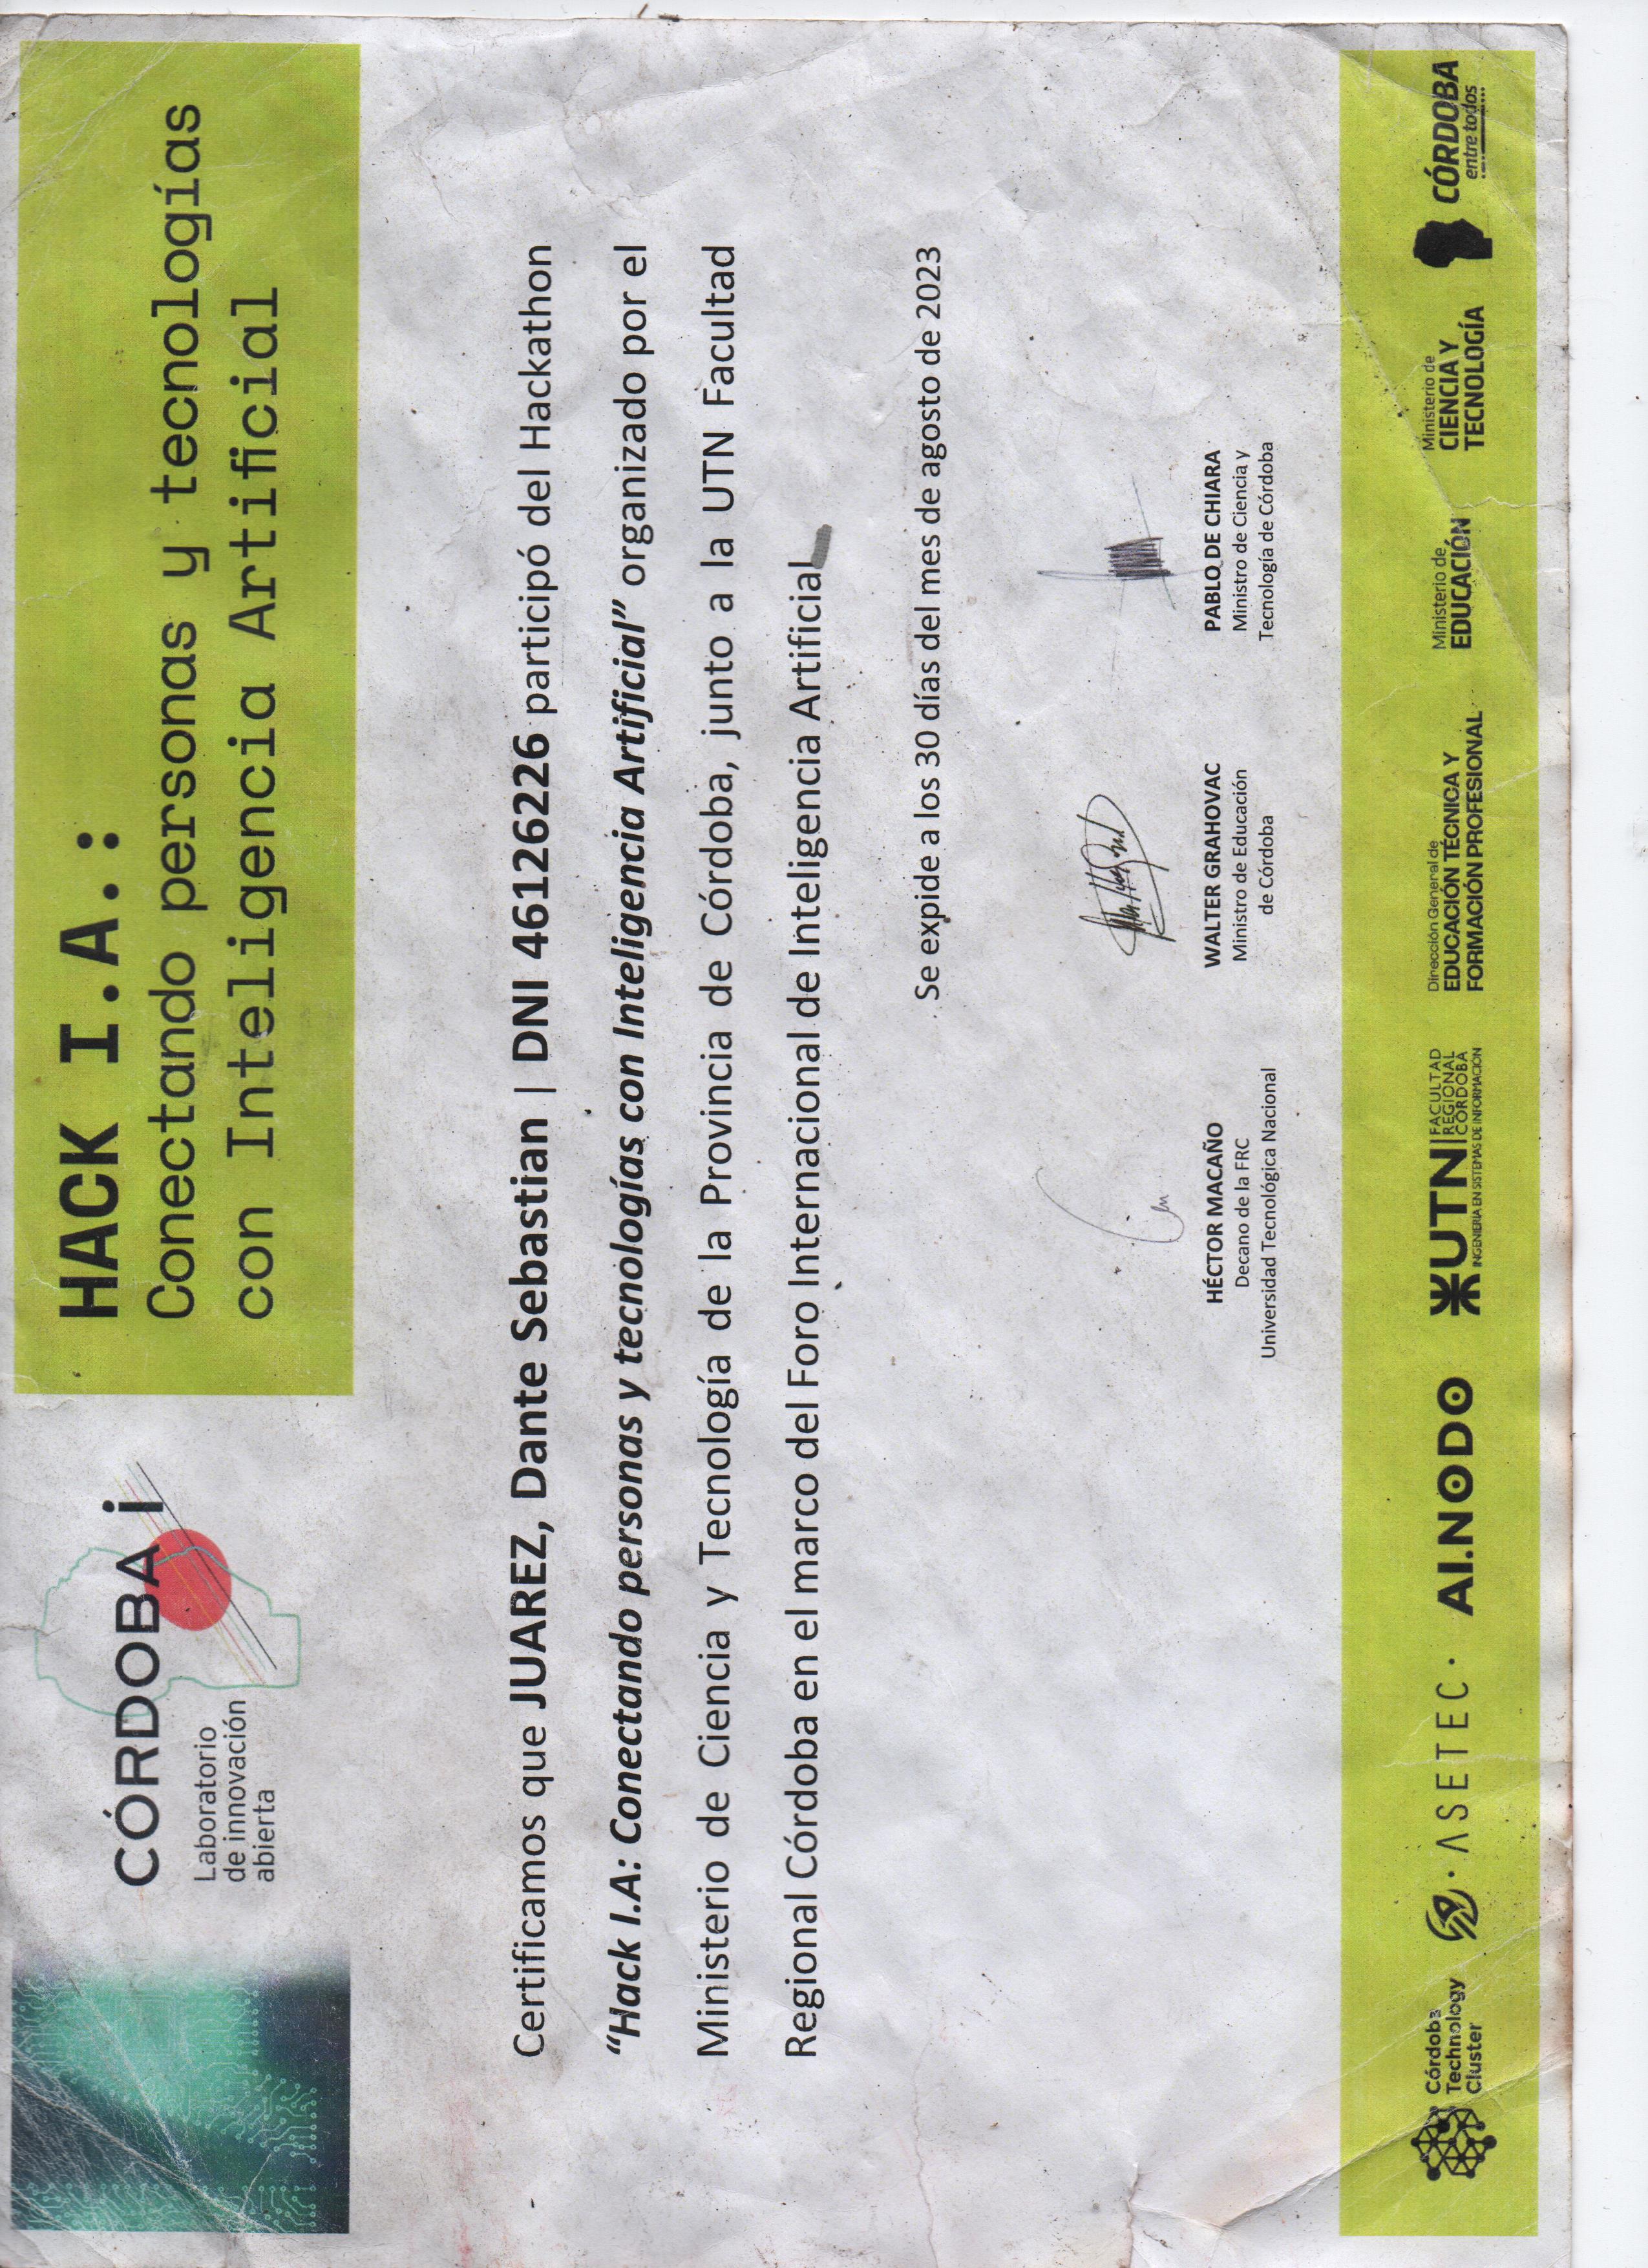 CÓRDOBA i
Laboratorio
de innovación
abierta
HACK I.A.:
Conectando personas y tecnologías
con Inteligencia Artificial
Certificamos que JUAREZ, Dante Sebastian | DNI 46126226 participó del Hackathon
“Hack I.A: Conectando personas y tecnologías con Inteligencia Artificial” organizado por el
Ministerio de Ciencia y Tecnología de la Provincia de Córdoba, junto a la UTN Facultad
Regional Córdoba en el marco del Foro Internacional de Inteligencia Artificial
Se expide a los 30 días del mes de agosto de 2023
HÉCTOR MACAÑO
Decano de la FRC
Universidad Tecnológica Nacional
WALTER GRAHOVAC
Ministro de Educación
de Córdoba
PABLO DE CHIARA
Ministro de Ciencia y
Tecnología de Córdoba
Córdoba
Technology
Cluster
· ASETEC ·
AI.NODO
UTN
FACULTAD
REGIONAL
CÓRDOBA
INGENIERÍA EN SISTEMAS DE INFORMACIÓN
Dirección General de
EDUCACIÓN TÉCNICA Y
FORMACIÓN PROFESIONAL
Ministerio de
EDUCACIÓN
Ministerio de
CIENCIA Y
TECNOLOGÍA
CÓRDOBA
entre todos